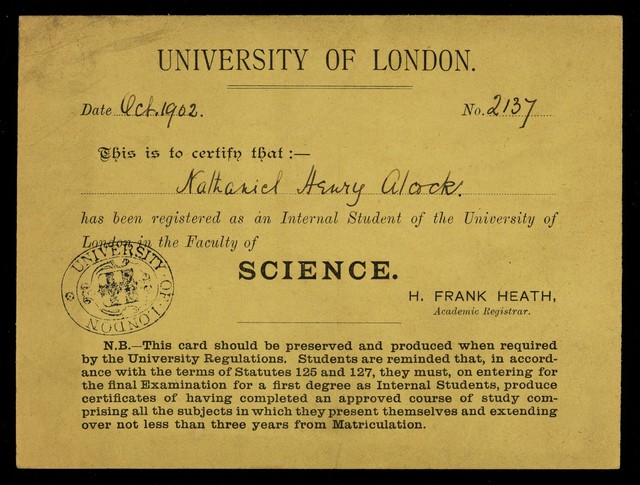 UNIVERSITY OF LONDON.
Date Oct. 1902. No. 2137
This is to certify that :—
Nathaniel Henry Alcock.
has been registered as an Internal Student of the University of
London in the Faculty of
SCIENCE.
UNIVERSITY · OF · LONDON
H. FRANK HEATH,
Academic Registrar.
N.B.—This card should be preserved and produced when required
by the University Regulations. Students are reminded that, in accord-
ance with the terms of Statutes 125 and 127, they must, on entering for
the final Examination for a first degree as Internal Students, produce
certificates of having completed an approved course of study com-
prising all the subjects in which they present themselves and extending
over not less than three years from Matriculation.